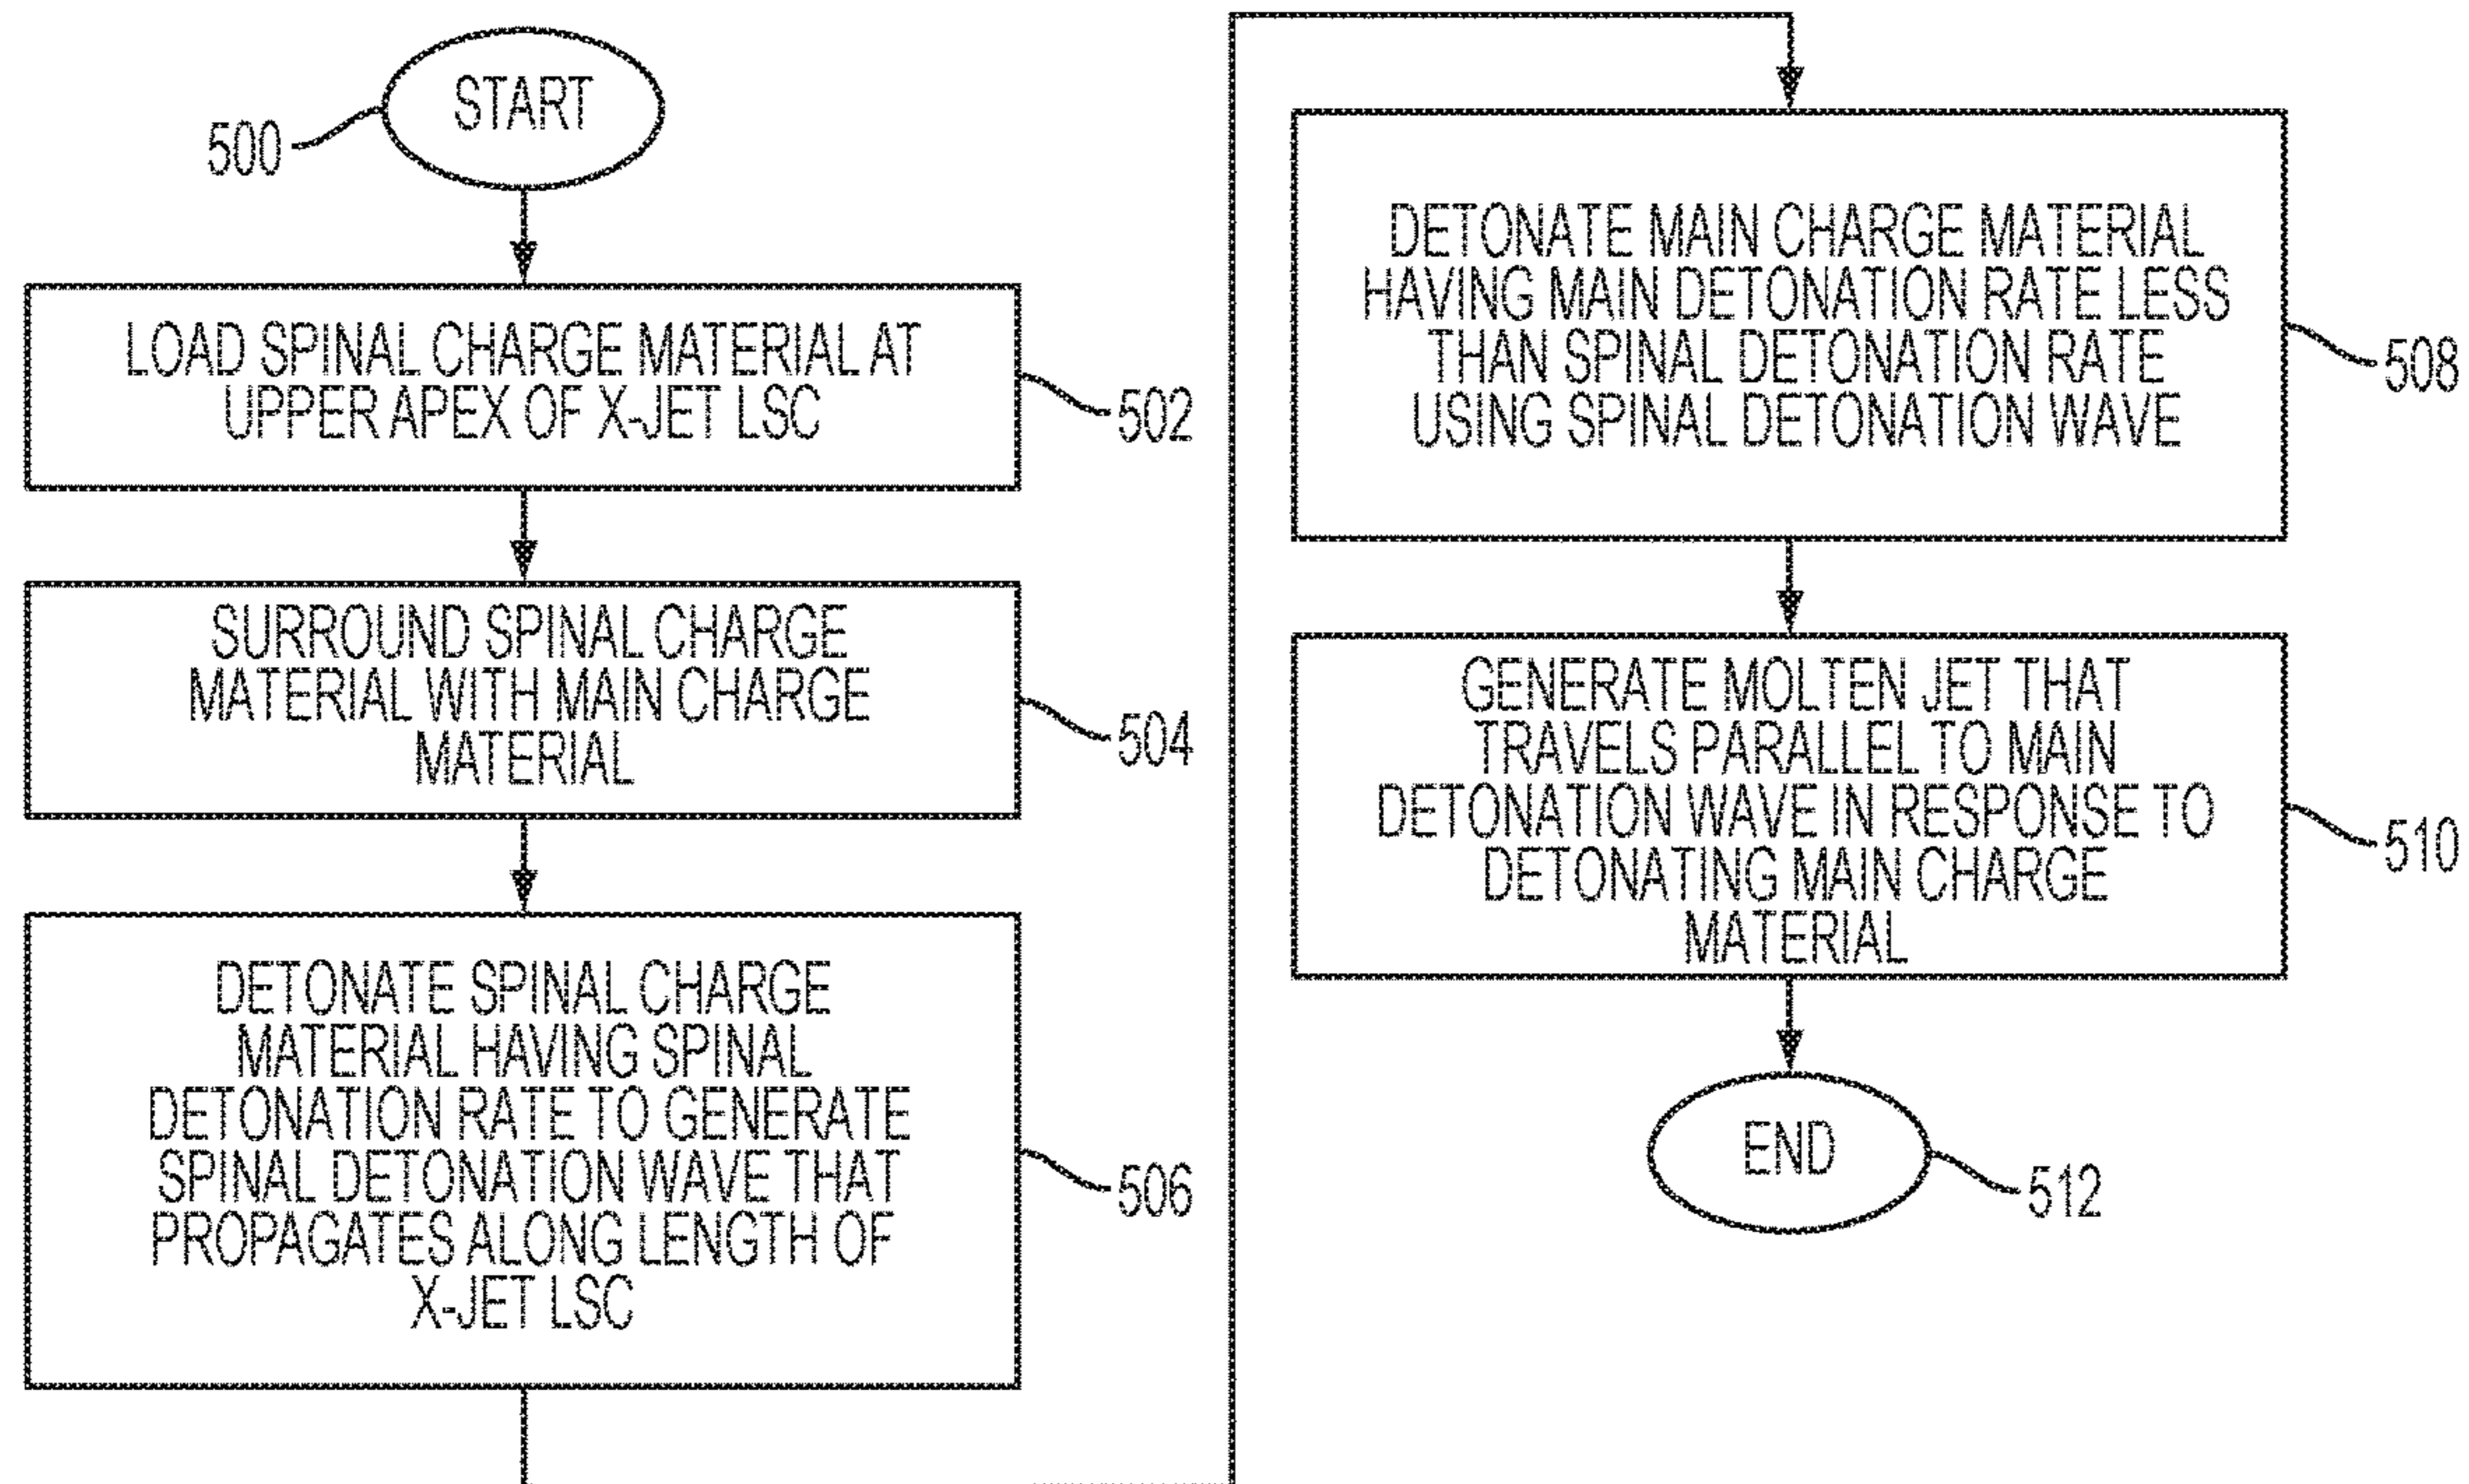 START
500
LOAD SPINAL CHARGE MATERIAL AT
UPPER APEX OF X-JET LSC
502
SURROUND SPINAL CHARGE
MATERIAL WITH MAIN CHARGE
MATERIAL
504
DETONATE SPINAL CHARGE
MATERIAL HAVING SPINAL
DETONATION RATE TO GENERATE
SPINAL DETONATION WAVE THAT
PROPAGATES ALONG LENGTH OF
X-JET LSC
506
DETONATE MAIN CHARGE MATERIAL
HAVING MAIN DETONATION RATE LESS
THAN SPINAL DETONATION RATE
USING SPINAL DETONATION WAVE
508
GENERATE MOLTEN JET THAT
TRAVELS PARALLEL TO MAIN
DETONATION WAVE IN RESPONSE TO
DETONATING MAIN CHARGE
MATERIAL
510
END
512